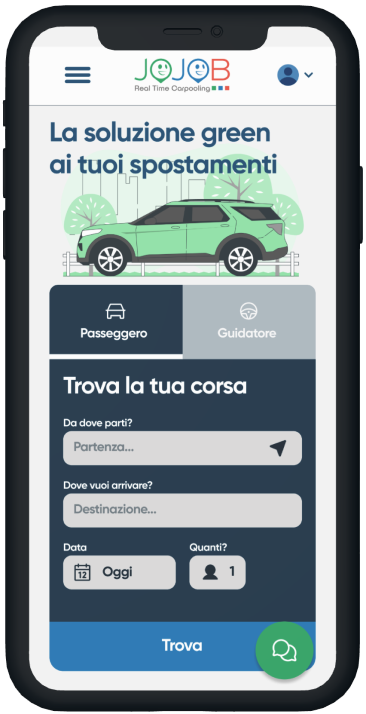 JOJOB
Real Time Carpooling
La soluzione green
ai tuoi spostamenti
Passeggero
Guidatore
Trova la tua corsa
Da dove parti?
Partenza...
Dove vuoi arrivare?
Destinazione...
Data
Quanti?
12
Oggi
1
Trova